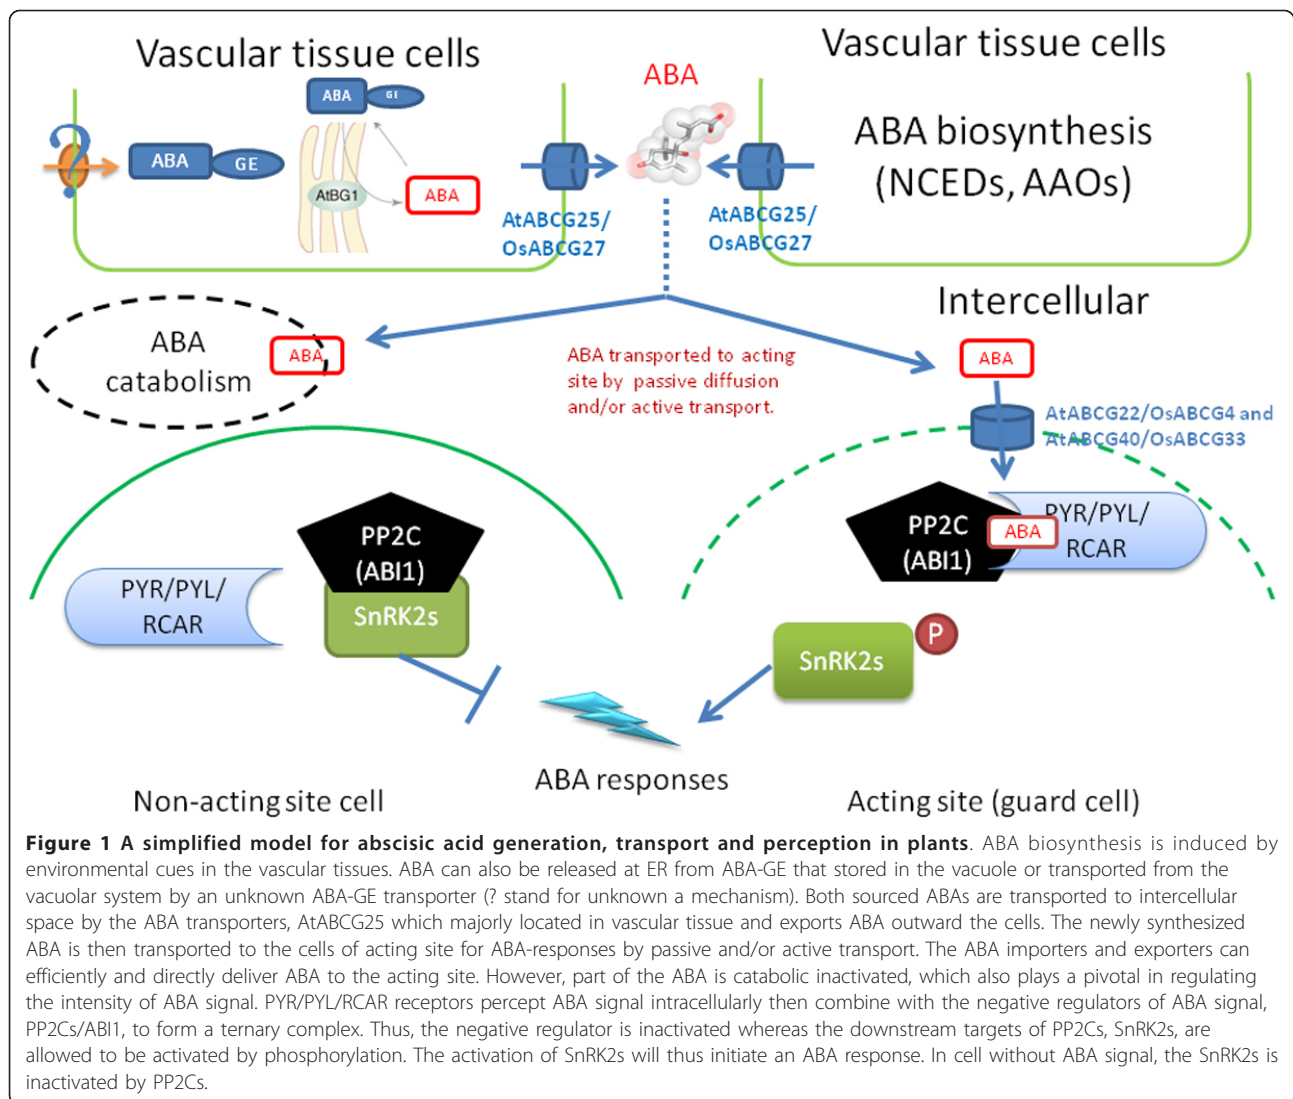 Vascular tissue cells
Vascular tissue cells
ABA
ABA
GE
ABA biosynthesis
(NCEDs, AAOs)
?
ABA
GE
AtBG1
ABA
AtABCG25/
OsABCG27
AtABCG25/
OsABCG27
Intercellular
ABA
catabolism
ABA
ABA transported to acting
site by passive diffusion
and/or active transport.
ABA
AtABCG22/OsABCG4 and
AtABCG40/OsABCG33
PP2C
(ABI1)
PYR/PYL/
RCAR
SnRK2s
PP2C
(ABI1)
ABA
PYR/PYL/
RCAR
SnRK2s
P
ABA responses
Non-acting site cell
Acting site (guard cell)
Figure 1 A simplified model for abscisic acid generation, transport and perception in plants. ABA biosynthesis is induced by
environmental cues in the vascular tissues. ABA can also be released at ER from ABA-GE that stored in the vacuole or transported from the
vacuolar system by an unknown ABA-GE transporter (? stand for unknown a mechanism). Both sourced ABAs are transported to intercellular
space by the ABA transporters, AtABCG25 which majorly located in vascular tissue and exports ABA outward the cells. The newly synthesized
ABA is then transported to the cells of acting site for ABA-responses by passive and/or active transport. The ABA importers and exporters can
efficiently and directly deliver ABA to the acting site. However, part of the ABA is catabolic inactivated, which also plays a pivotal in regulating
the intensity of ABA signal. PYR/PYL/RCAR receptors percept ABA signal intracellularly then combine with the negative regulators of ABA signal,
PP2Cs/ABI1, to form a ternary complex. Thus, the negative regulator is inactivated whereas the downstream targets of PP2Cs, SnRK2s, are
allowed to be activated by phosphorylation. The activation of SnRK2s will thus initiate an ABA response. In cell without ABA signal, the SnRK2s is
inactivated by PP2Cs.